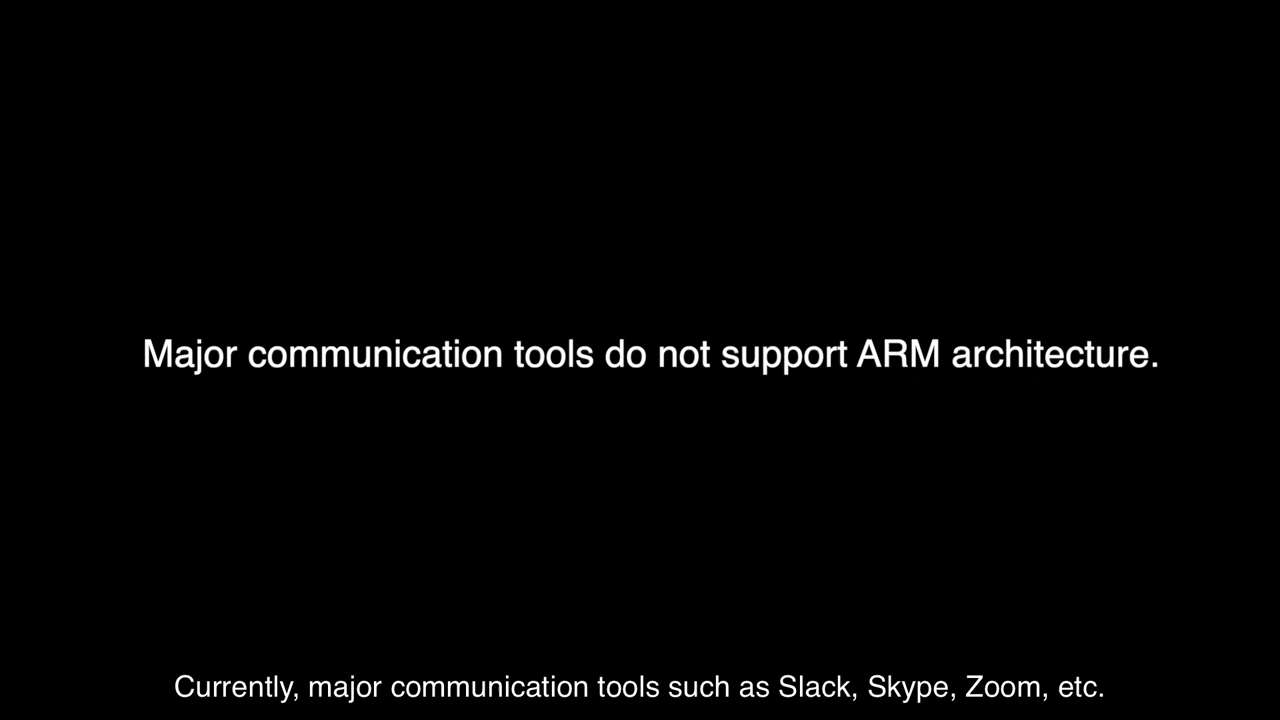 Major communication tools do not support ARM architecture.
Currently, major communication tools such as Slack, Skype, Zoom, etc.